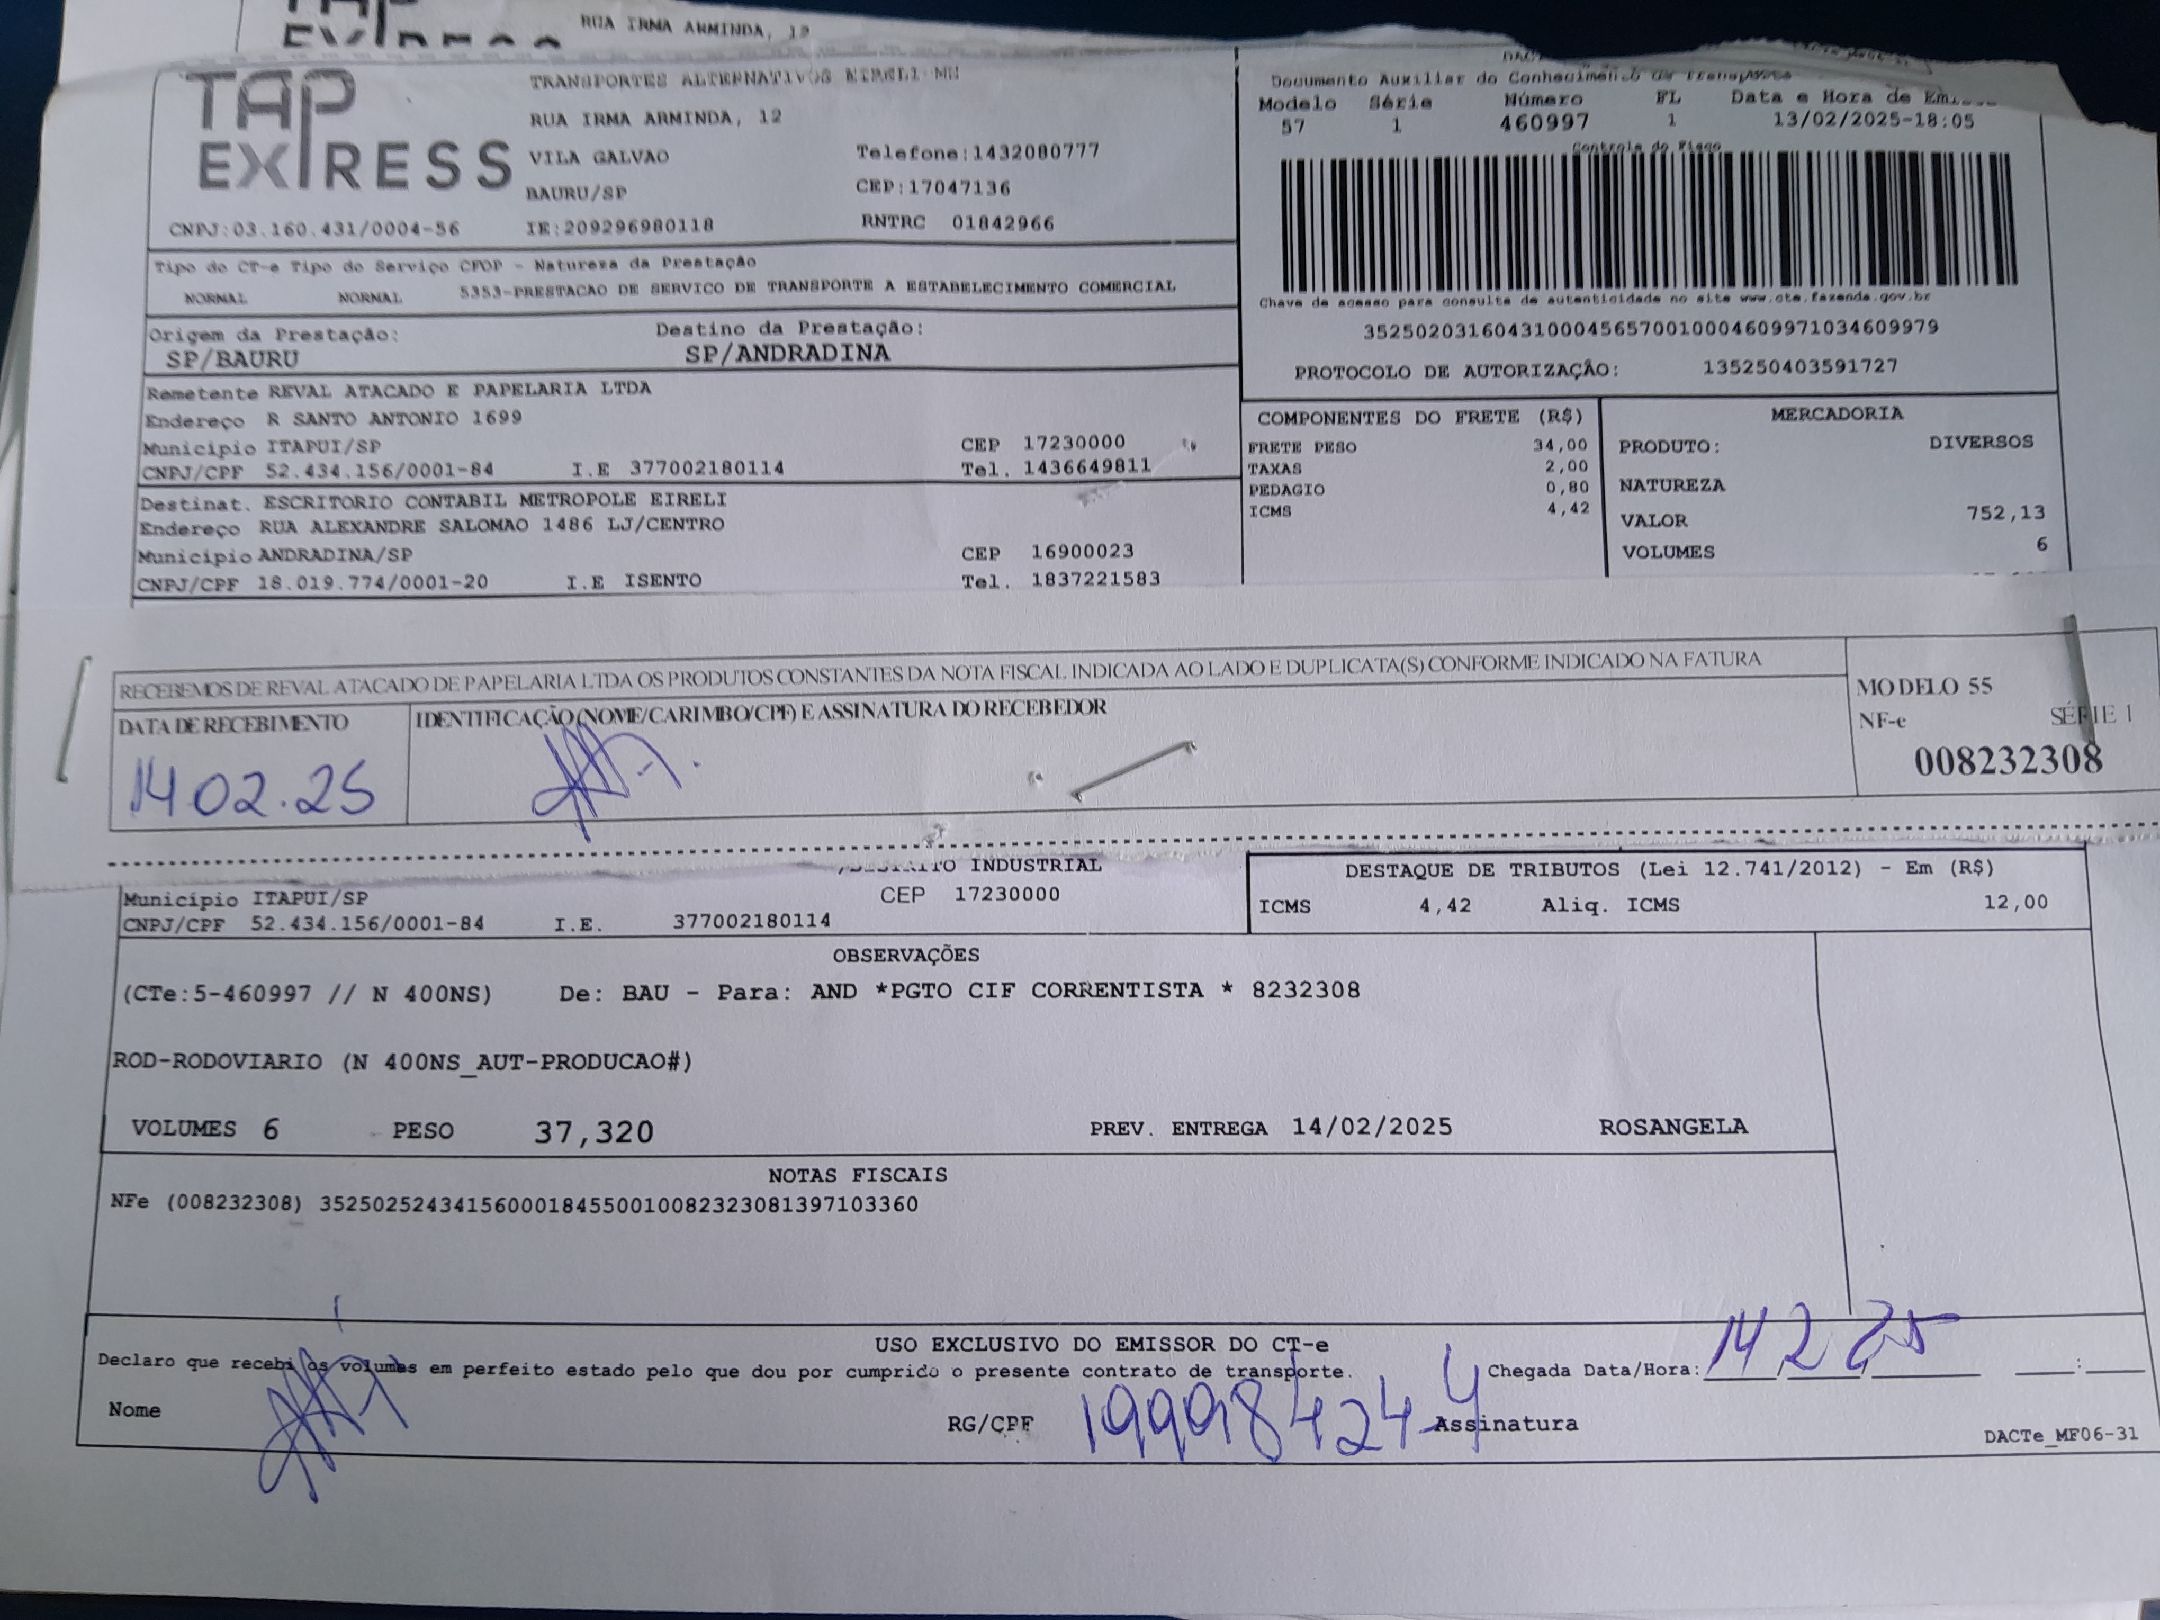 RUA IRMA ARMINDA, 12
TAP EXPRESS
TRANSPORTES ALTERNATIVOS EIRELI-ME
RUA IRMA ARMINDA, 12
VILA GALVAO Telefone:1432080777
BAURU/SP CEP:17047136
CNPJ:03.160.431/0004-56 IE:209296980118 RNTRC 01842966
Documento Auxiliar do Conhecimento de Transporte
Modelo Série Número FL Data e Hora de
57 1 460997 1 13/02/2025-18:05
Controle do Fisco
Chave de acesso para consulta de autenticidade no site www.cte.fazenda.gov.br
35250203160431000456570010004609971034609979
PROTOCOLO DE AUTORIZAÇÃO: 135250403591727
Tipo do CT-e Tipo do Serviço CFOP - Natureza da Prestação
NORMAL NORMAL 5353-PRESTACAO DE SERVICO DE TRANSPORTE A ESTABELECIMENTO COMERCIAL
Origem da Prestação: Destino da Prestação:
SP/BAURU SP/ANDRADINA
Remetente REVAL ATACADO E PAPELARIA LTDA
Endereço R SANTO ANTONIO 1699
Município ITAPUI/SP CEP 17230000
CNPJ/CPF 52.434.156/0001-84 I.E 377002180114 Tel. 1436649811
Destinat. ESCRITORIO CONTABIL METROPOLE EIRELI
Endereço RUA ALEXANDRE SALOMAO 1486 LJ/CENTRO
Município ANDRADINA/SP CEP 16900023
CNPJ/CPF 18.019.774/0001-20 I.E ISENTO Tel. 1837221583
COMPONENTES DO FRETE (R$)
FRETE PESO 34,00
TAXAS 2,00
PEDAGIO 0,80
ICMS 4,42
MERCADORIA
PRODUTO: DIVERSOS
NATUREZA
VALOR 752,13
VOLUMES 6
RECEBEMOS DE REVAL ATACADO DE PAPELARIA LTDA OS PRODUTOS CONSTANTES DA NOTA FISCAL INDICADA AO LADO E DUPLICATA(S) CONFORME INDICADO NA FATURA
DATA DE RECEBIMENTO IDENTIFICAÇÃO (NOME/CARIMBO/CPF) E ASSINATURA DO RECEBEDOR
14 02.25
MODELO 55
NF-e SÉRIE 1
008232308
INDUSTRIAL
Município ITAPUI/SP CEP 17230000
CNPJ/CPF 52.434.156/0001-84 I.E. 377002180114
DESTAQUE DE TRIBUTOS (Lei 12.741/2012) - Em (R$)
ICMS 4,42 Aliq. ICMS 12,00
OBSERVAÇÕES
(CTe:5-460997 // N 400NS) De: BAU - Para: AND *PGTO CIF CORRENTISTA * 8232308
ROD-RODOVIARIO (N 400NS_AUT-PRODUCAO#)
VOLUMES 6 PESO 37,320 PREV. ENTREGA 14/02/2025 ROSANGELA
NOTAS FISCAIS
NFe (008232308) 35250252434156000184550010082323081397103360
USO EXCLUSIVO DO EMISSOR DO CT-e
Declaro que recebi os volumes em perfeito estado pelo que dou por cumprido o presente contrato de transporte. Chegada Data/Hora: 14 2 25
Nome RG/CPF 19998424-4 Assinatura
DACTe_MF06-31